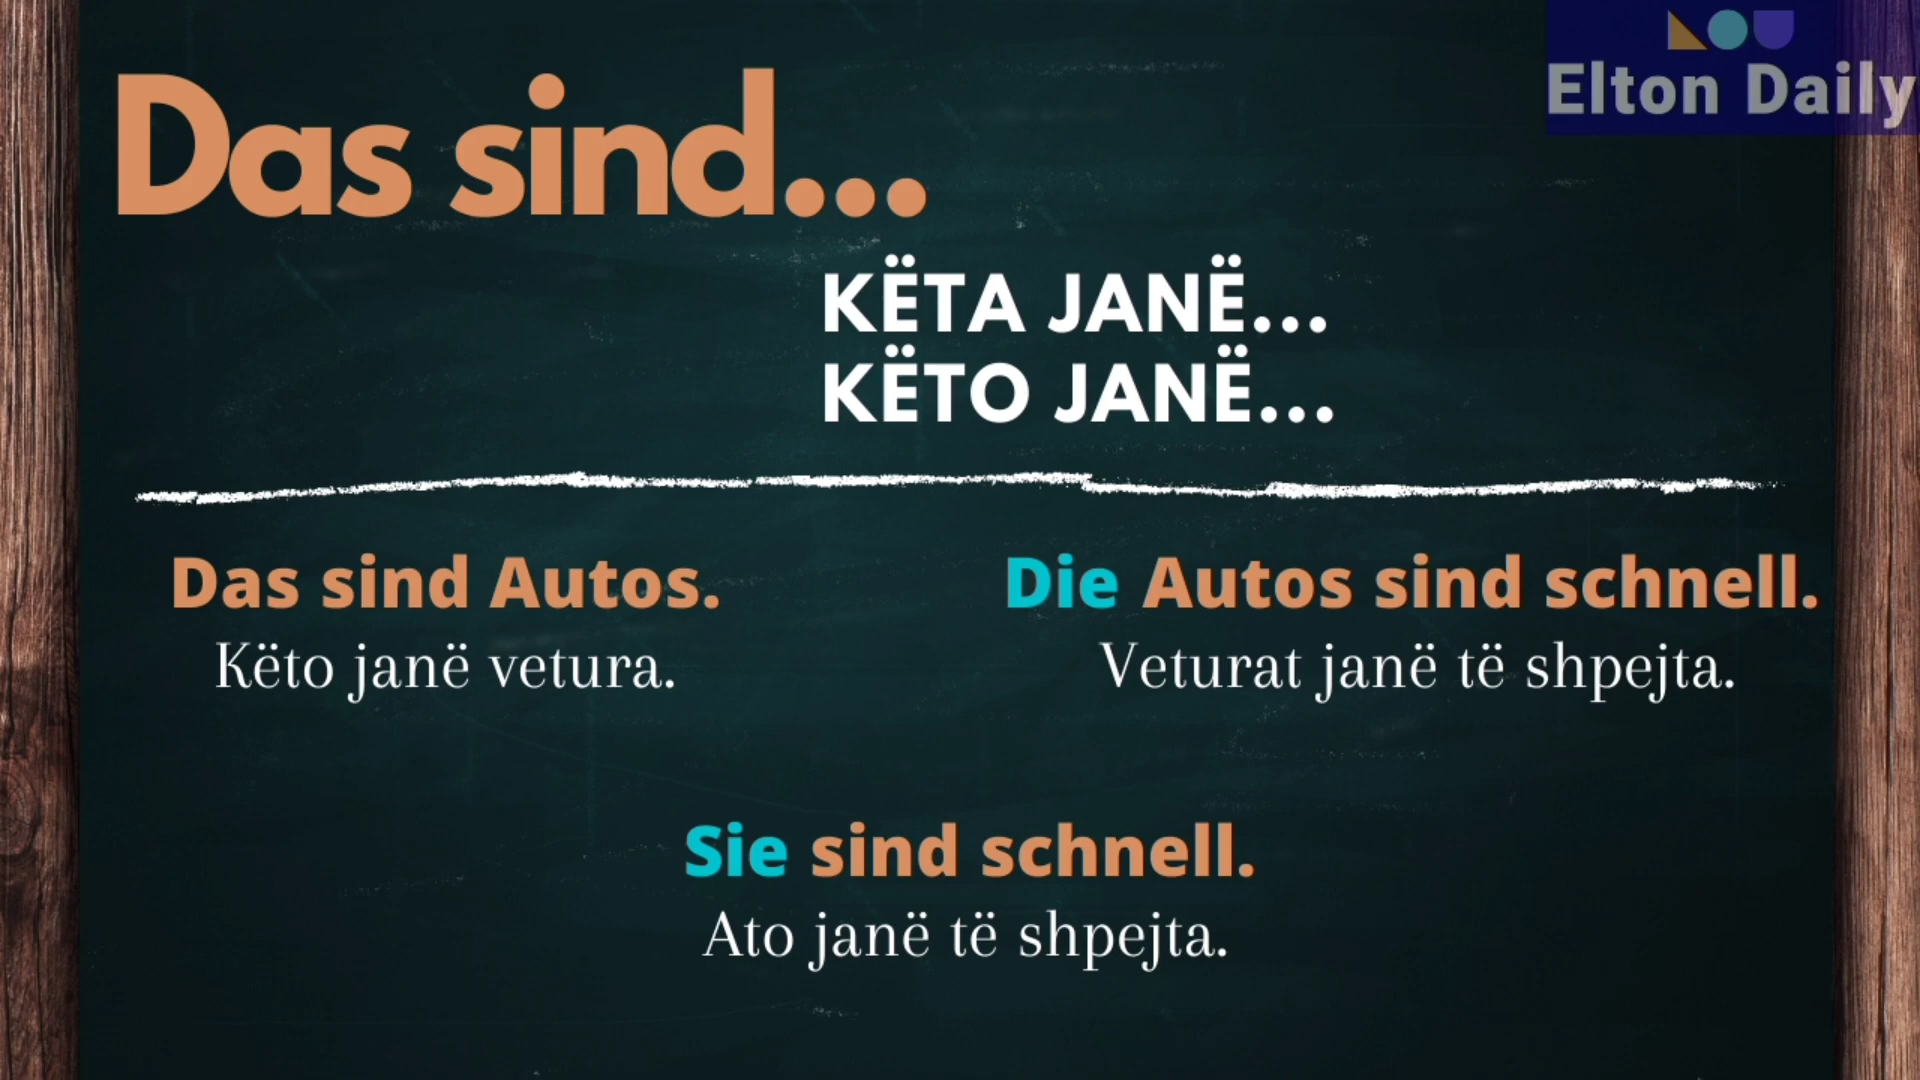 Elton Daily
Das sind...
KËTA JANË...
KËTO JANË...
Das sind Autos.
Këto janë vetura.
Die Autos sind schnell.
Veturat janë të shpejta.
Sie sind schnell.
Ato janë të shpejta.